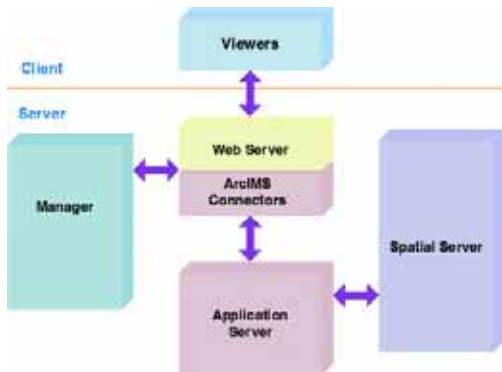 Viewers
Client
Server
Web Server
Manager
ArcIMS
Connectors
Spatial Server
Application
Server